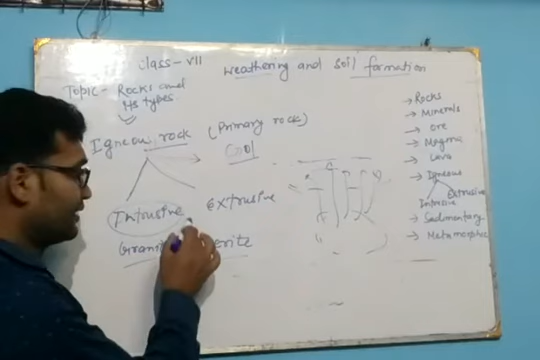 class-VII
weathering and soil formation
Topic- Rocks and
its types.
Igneous rock (Primary rock)
Cool
Intrusive
extrusive
→ Rocks
→ Minerals
→ Ore
→ Magma
→ Lava
→ Igneous
Extrusive
Intrusive
→ Sedimentary
→ Metamorphic